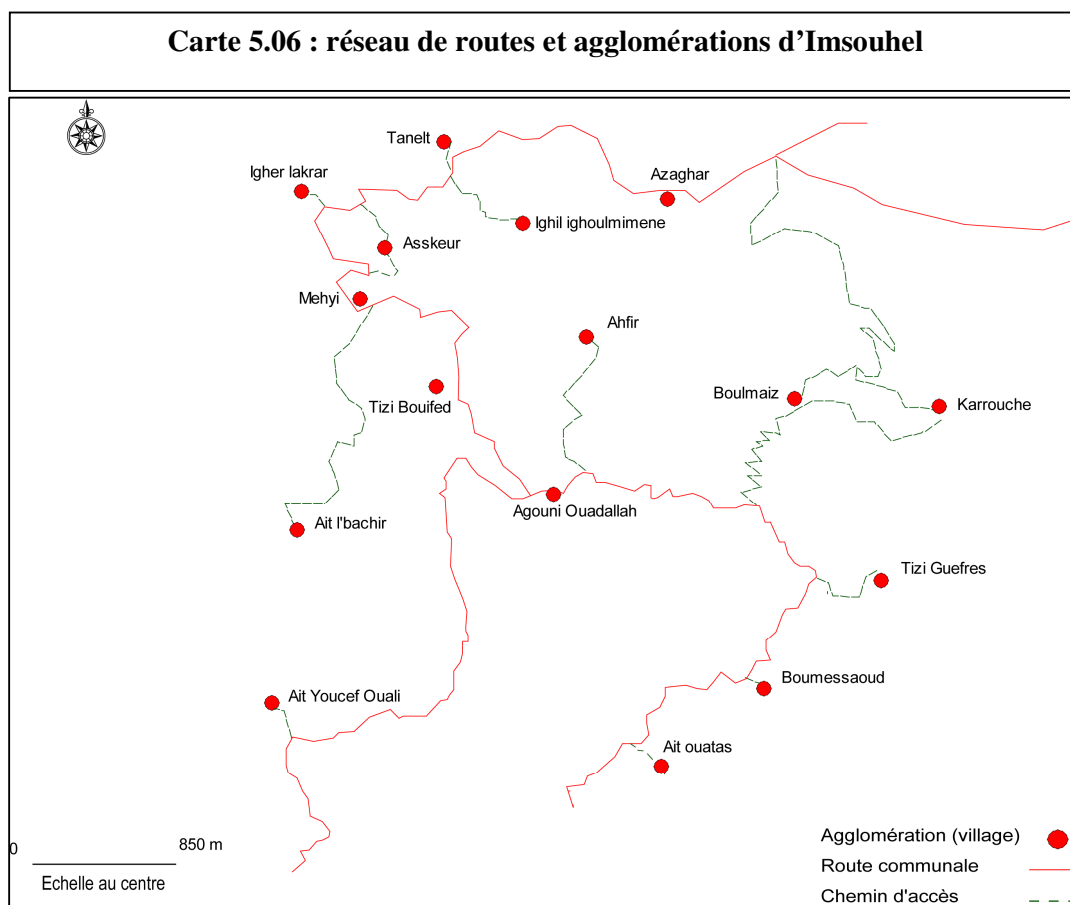 Carte 5.06 : réseau de routes et agglomérations d'Imsouhel
Tanelt
Igher lakrar
Azaghar
Ighil ighoulmimene
Asskeur
Mehyi
Ahfir
Boulmaiz
Karrouche
Tizi Bouifed
Agouni Ouadallah
Ait l'bachir
Tizi Guefres
Boumessaoud
Ait Youcef Ouali
Ait ouatas
0 850 m
Echelle au centre
Agglomération (village)
Route communale
Chemin d'accès